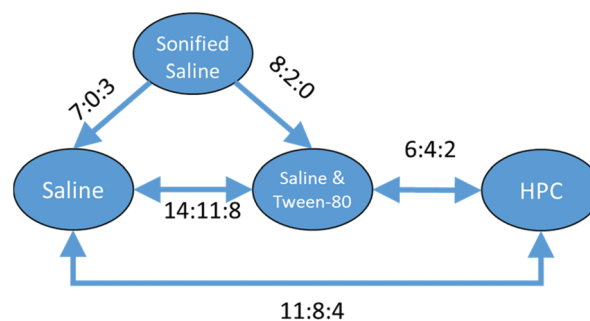 Sonified
Saline
7:0:3
8:2:0
6:4:2
Saline
Saline &
Tween-80
HPC
14:11:8
11:8:4